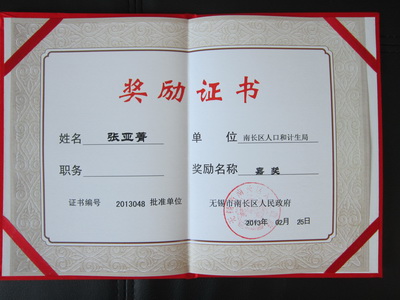 奖励证书
姓名 张亚菁 单位 南长区人口和计生局
职务 奖励名称 嘉奖
证书编号 2013048 批准单位 无锡市南长区人民政府
2013年 02月 25日